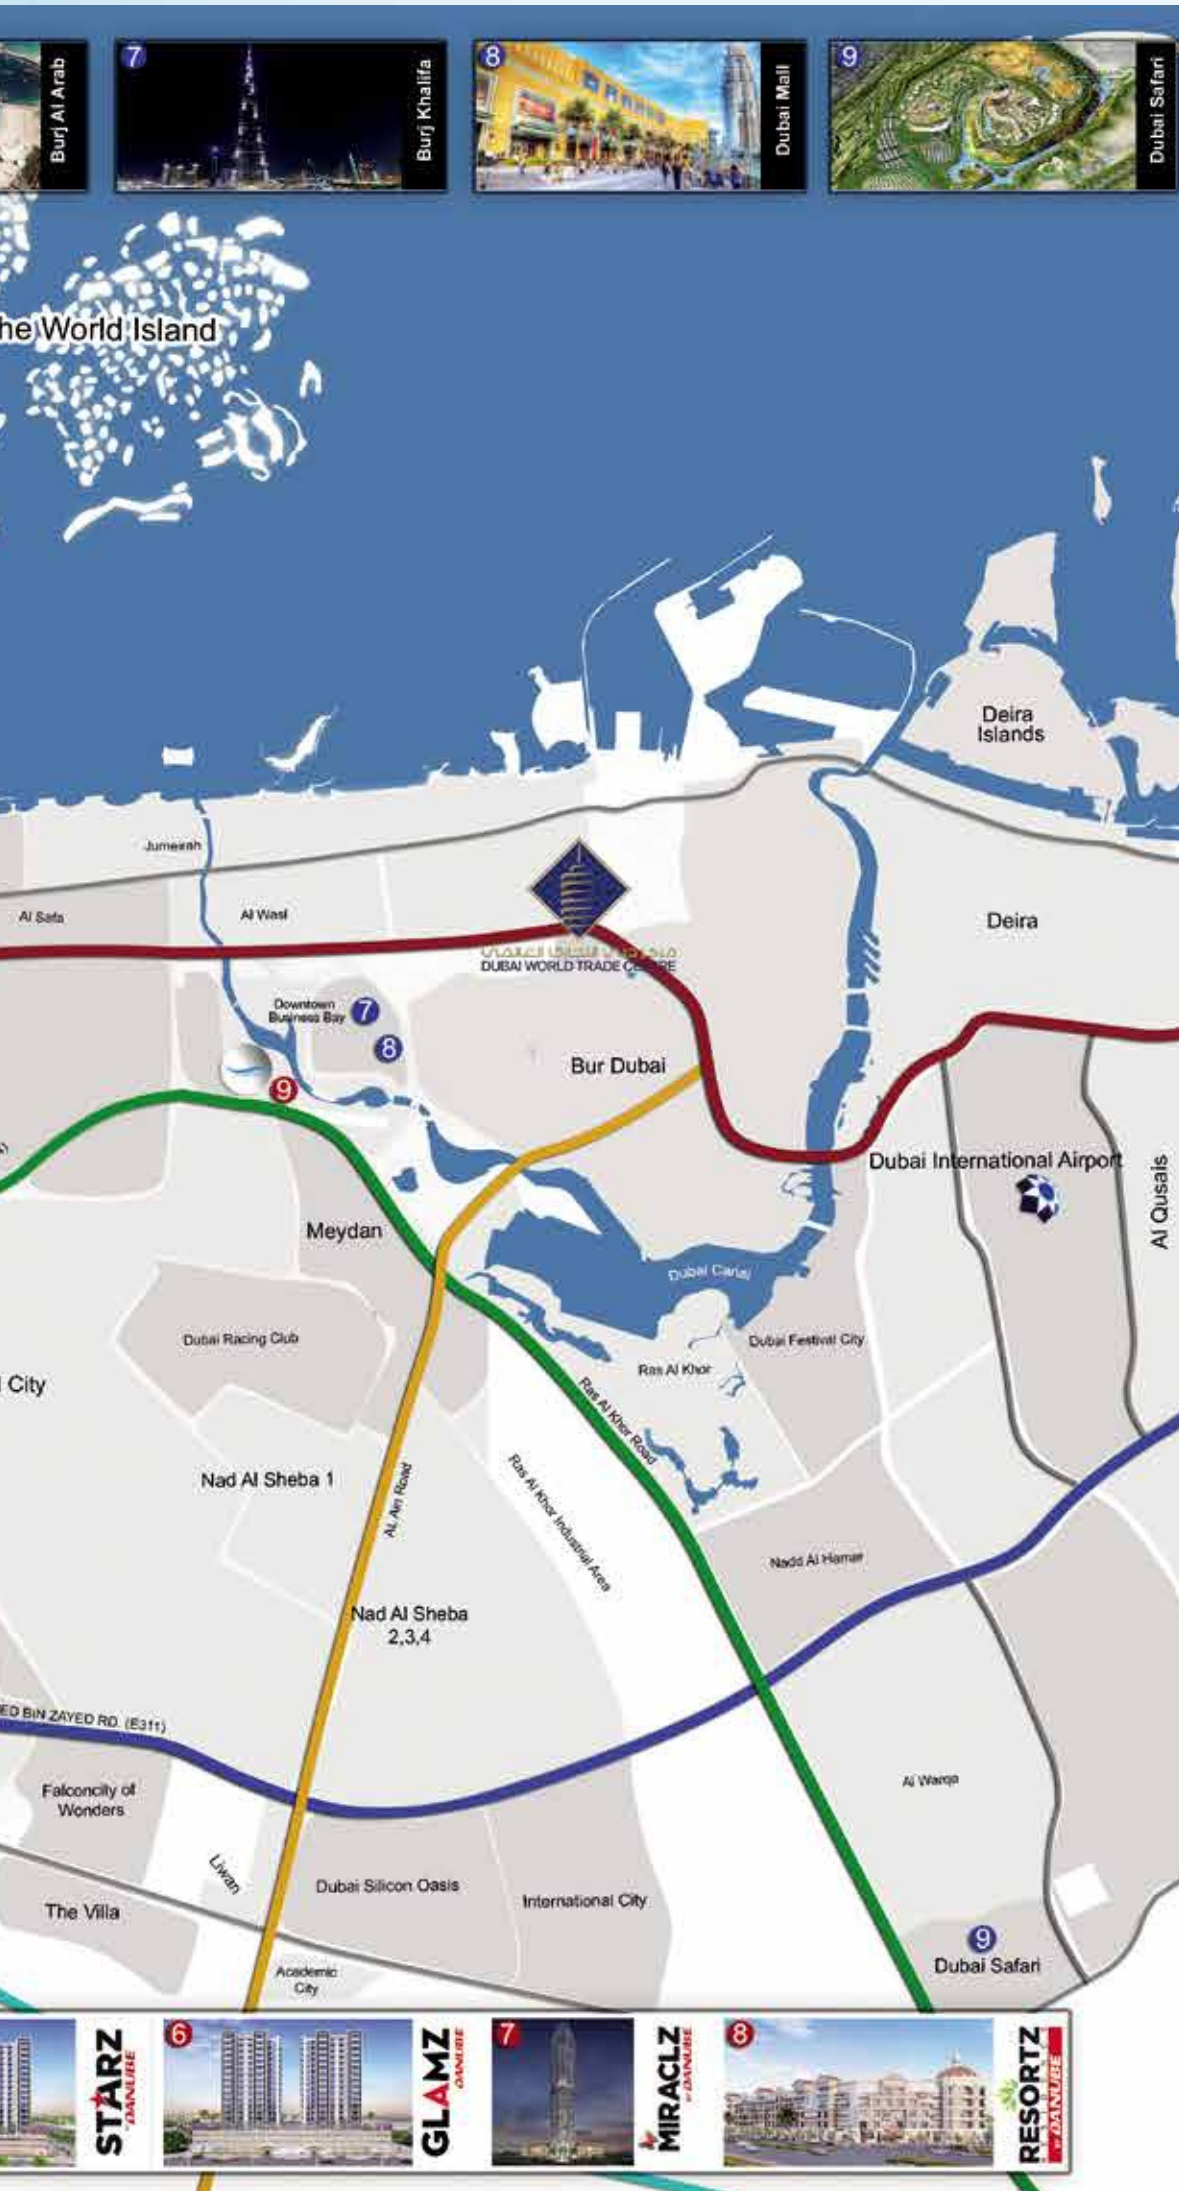 Burj Al Arab
7
Burj Khalifa
8
Dubai Mall
9
Dubai Safari
he World Island
Deira
Islands
Jumeirah
Al Safa
Al Wasl
Deira
DUBAI WORLD TRADE CENTRE
Downtown
Business Bay
7
8
9
Bur Dubai
Dubai International Airport
Al Qusais
Meydan
Dubai Canal
Dubai Racing Club
Dubai Festival City
Ras Al Khor
l City
Ras Al Khor Road
Nad Al Sheba 1
AL Ain Road
Ras Al Khor Industrial Area
Nadd Al Hamar
Nad Al Sheba
2,3,4
ED BIN ZAYED RD. (E311)
Al Warqa
Falconcity of
Wonders
Liwan
Dubai Silicon Oasis
International City
The Villa
9
Dubai Safari
Academic
City
STARZ
DANUBE
6
GLAMZ
DANUBE
7
MIRACLZ
BY DANUBE
8
RESORTZ
BY DANUBE